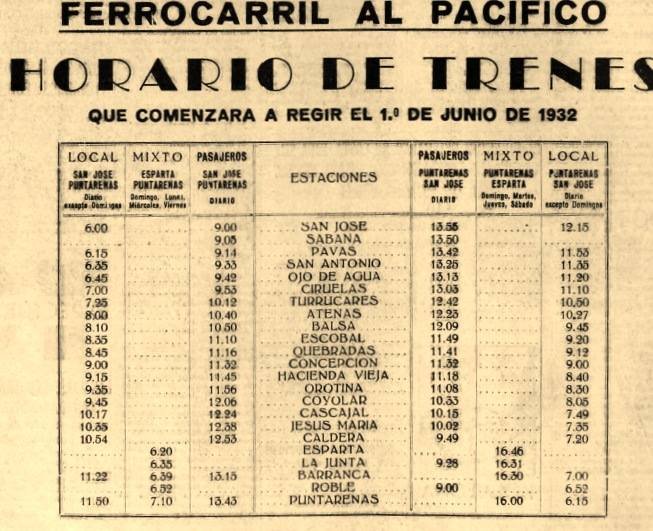 FERROCARRIL AL PACIFICO
HORARIO DE TRENES
QUE COMENZARA A REGIR EL 1.º DE JUNIO DE 1932
LOCAL MIXTO PASAJEROS ESTACIONES PASAJEROS MIXTO LOCAL
SAN JOSE ESPARTA SAN JOSE PUNTARENAS PUNTARENAS PUNTARENAS
PUNTARENAS PUNTARENAS PUNTARENAS SAN JOSE ESPARTA SAN JOSE
Diario Domingo, Lunes, DIARIO DIARIO Domingo, Martes, Diario
excepto Domingos Miércoles, Viernes Jueves, Sábado excepto Domingos
6.00 9.00 SAN JOSE 13.55 12.15
9.05 SABANA 13.50
6.15 9.14 PAVAS 13.42 11.53
6.35 9.33 SAN ANTONIO 13.25 11.35
6.45 9.42 OJO DE AGUA 13.13 11.20
7.00 9.53 CIRUELAS 13.03 11.10
7.25 10.12 TURRUCARES 12.42 10.50
8.00 10.40 ATENAS 12.23 10.27
8.10 10.50 BALSA 12.09 9.45
8.35 11.10 ESCOBAL 11.49 9.20
8.45 11.16 QUEBRADAS 11.41 9.12
9.00 11.32 CONCEPCION 11.32 9.00
9.15 11.45 HACIENDA VIEJA 11.18 8.40
9.35 11.56 OROTINA 11.08 8.30
9.45 12.06 COYOLAR 10.33 8.05
10.17 12.24 CASCAJAL 10.15 7.49
10.35 12.38 JESUS MARIA 10.02 7.35
10.54 12.53 CALDERA 9.49 7.20
6.20 ESPARTA 16.46
6.35 LA JUNTA 9.28 16.31
11.22 6.39 13.15 BARRANCA 16.30 7.00
6.52 ROBLE 9.00 6.52
11.50 7.10 13.43 PUNTARENAS 16.00 6.15